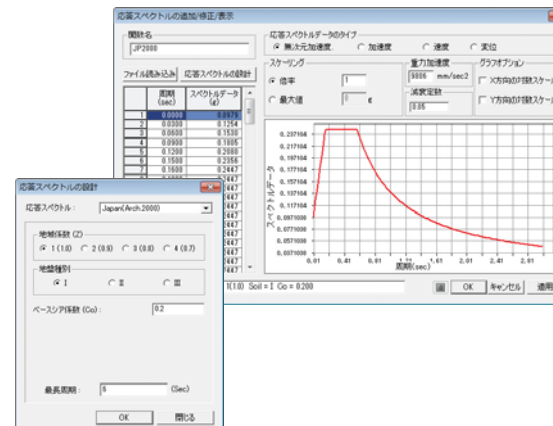 応答スペクトルの追加/修正/表示
関数名
JP2000
ファイル読み込み 応答スペクトルの設計
周期 (sec) スペクトルデータ (g)
1 0.0000 0.0979
2 0.0300 0.1254
3 0.0600 0.1530
4 0.0900 0.1805
5 0.1200 0.2080
6 0.1500 0.2356
応答スペクトルデータのタイプ
無次元加速度 加速度 速度 変位
スケーリング
倍率 1
最大値 0 g
重力加速度
9806 mm/sec2
減衰定数
0.05
グラフオプション
X方向の対数スケール
Y方向の対数スケール
スペクトルデータ
0.237104
0.217104
0.197104
0.177104
0.157104
0.137104
0.117104
0.0971038
0.0771038
0.0571038
0.0371038
0.01 0.41 0.81 1.21 1.61 2.01 2.41 2.81
周期(sec)
1(1.0) Soil = I Co = 0.200
OK キャンセル 適用
応答スペクトルの設計
応答スペクトル: Japan(Arch,2000)
地域係数 (Z)
1 (1.0) 2 (0.9) 3 (0.8) 4 (0.7)
地盤種別
I II III
ベースシア係数 (Co) : 0.2
最長周期: 6 (Sec)
OK 閉じる